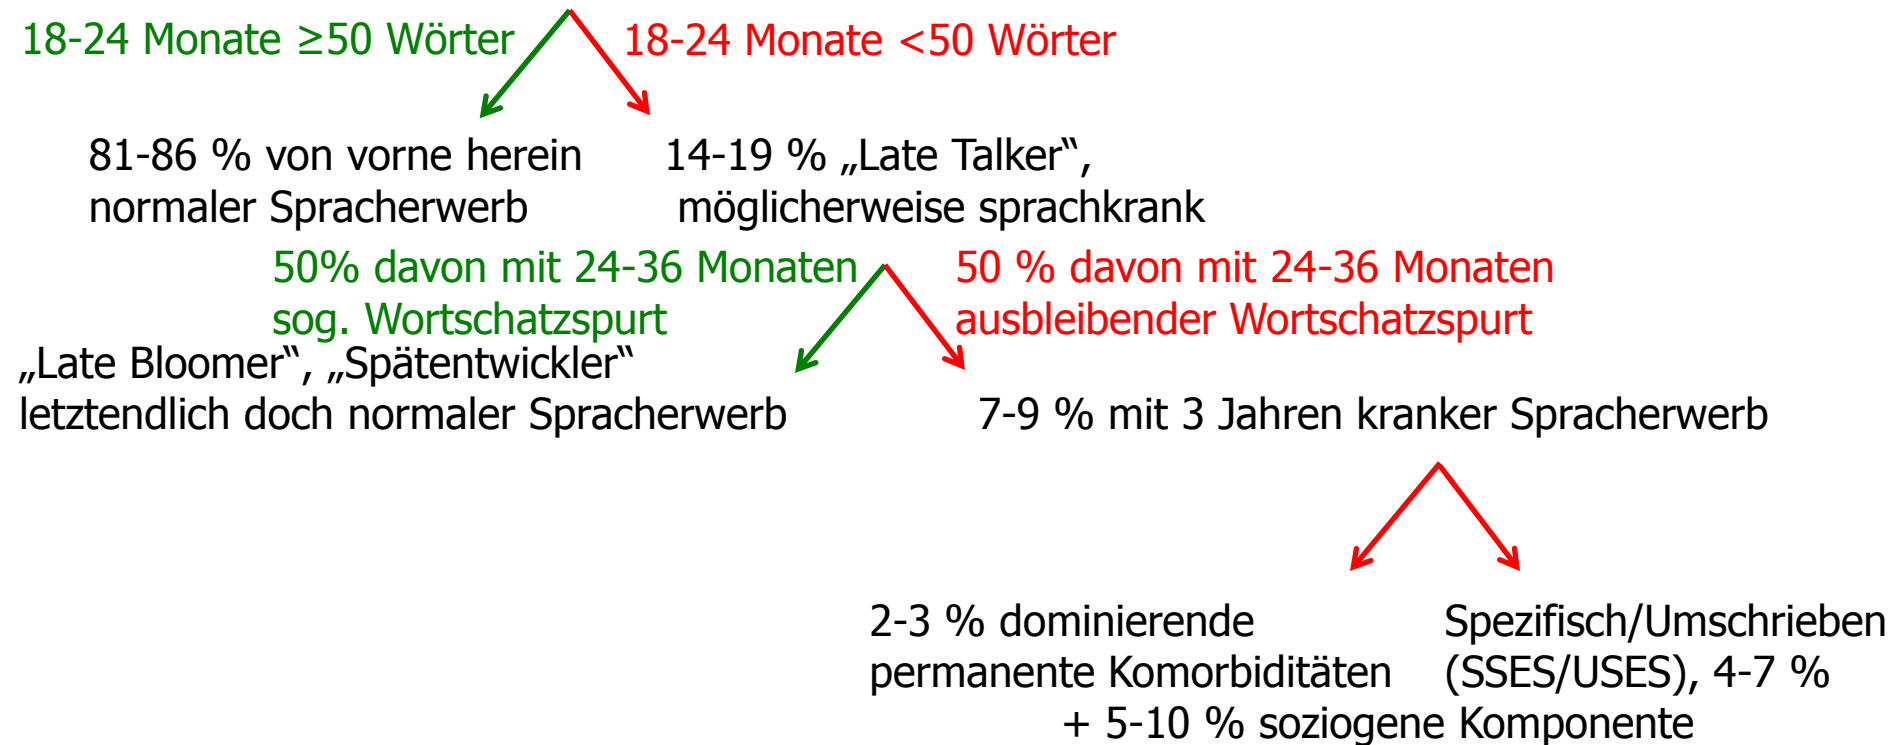 18-24 Monate ≥50 Wörter
18-24 Monate <50 Wörter
81-86 % von vorne herein
normaler Spracherwerb
14-19 % „Late Talker“,
möglicherweise sprachkrank
50% davon mit 24-36 Monaten
sog. Wortschatzspurt
50 % davon mit 24-36 Monaten
ausbleibender Wortschatzspurt
„Late Bloomer“, „Spätentwickler“
letztendlich doch normaler Spracherwerb
7-9 % mit 3 Jahren kranker Spracherwerb
2-3 % dominierende
permanente Komorbiditäten
Spezifisch/Umschrieben
(SSES/USES), 4-7 %
+ 5-10 % soziogene Komponente